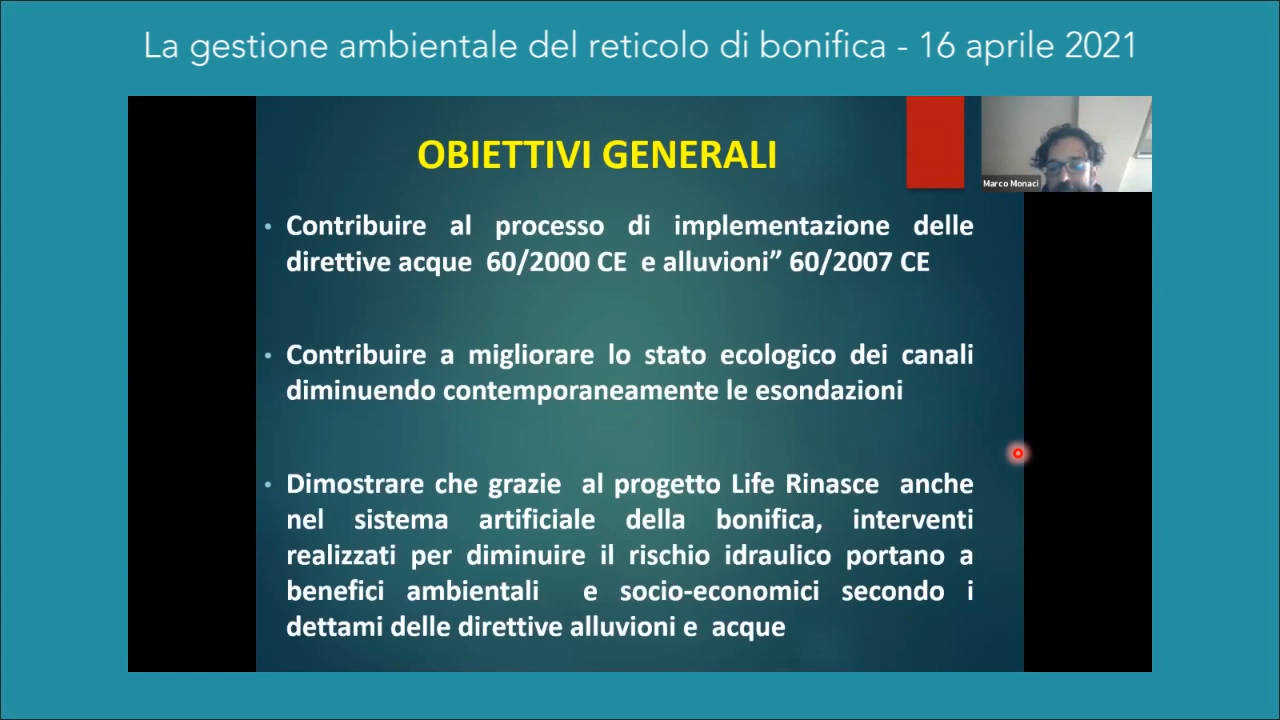 La gestione ambientale del reticolo di bonifica - 16 aprile 2021
OBIETTIVI GENERALI
Marco Monaci
• Contribuire al processo di implementazione delle
direttive acque 60/2000 CE e alluvioni” 60/2007 CE
• Contribuire a migliorare lo stato ecologico dei canali
diminuendo contemporaneamente le esondazioni
• Dimostrare che grazie al progetto Life Rinasce anche
nel sistema artificiale della bonifica, interventi
realizzati per diminuire il rischio idraulico portano a
benefici ambientali e socio-economici secondo i
dettami delle direttive alluvioni e acque